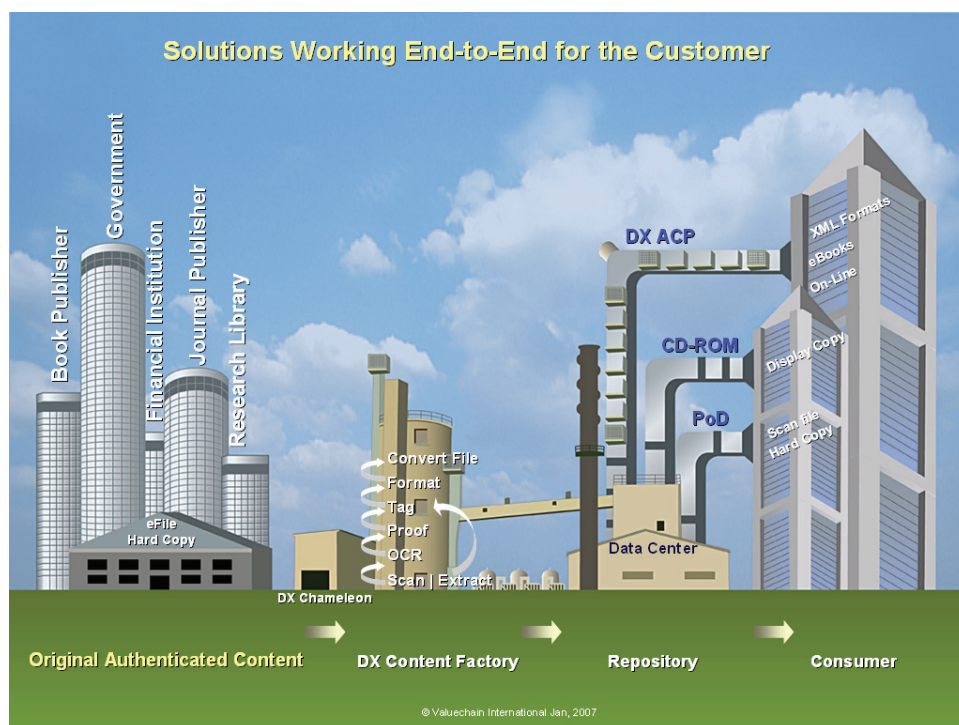 Solutions Working End-to-End for the Customer
Book Publisher
Government
Financial Institution
Journal Publisher
Research Library
eFile
Hard Copy
DX Chameleon
Convert File
Format
Tag
Proof
OCR
Scan | Extract
DX ACP
CD-ROM
PoD
Data Center
XML Formats
eBooks
On-Line
Display Copy
Scan file
Hard Copy
Original Authenticated Content
DX Content Factory
Repository
Consumer
© Valuechain International Jan, 2007